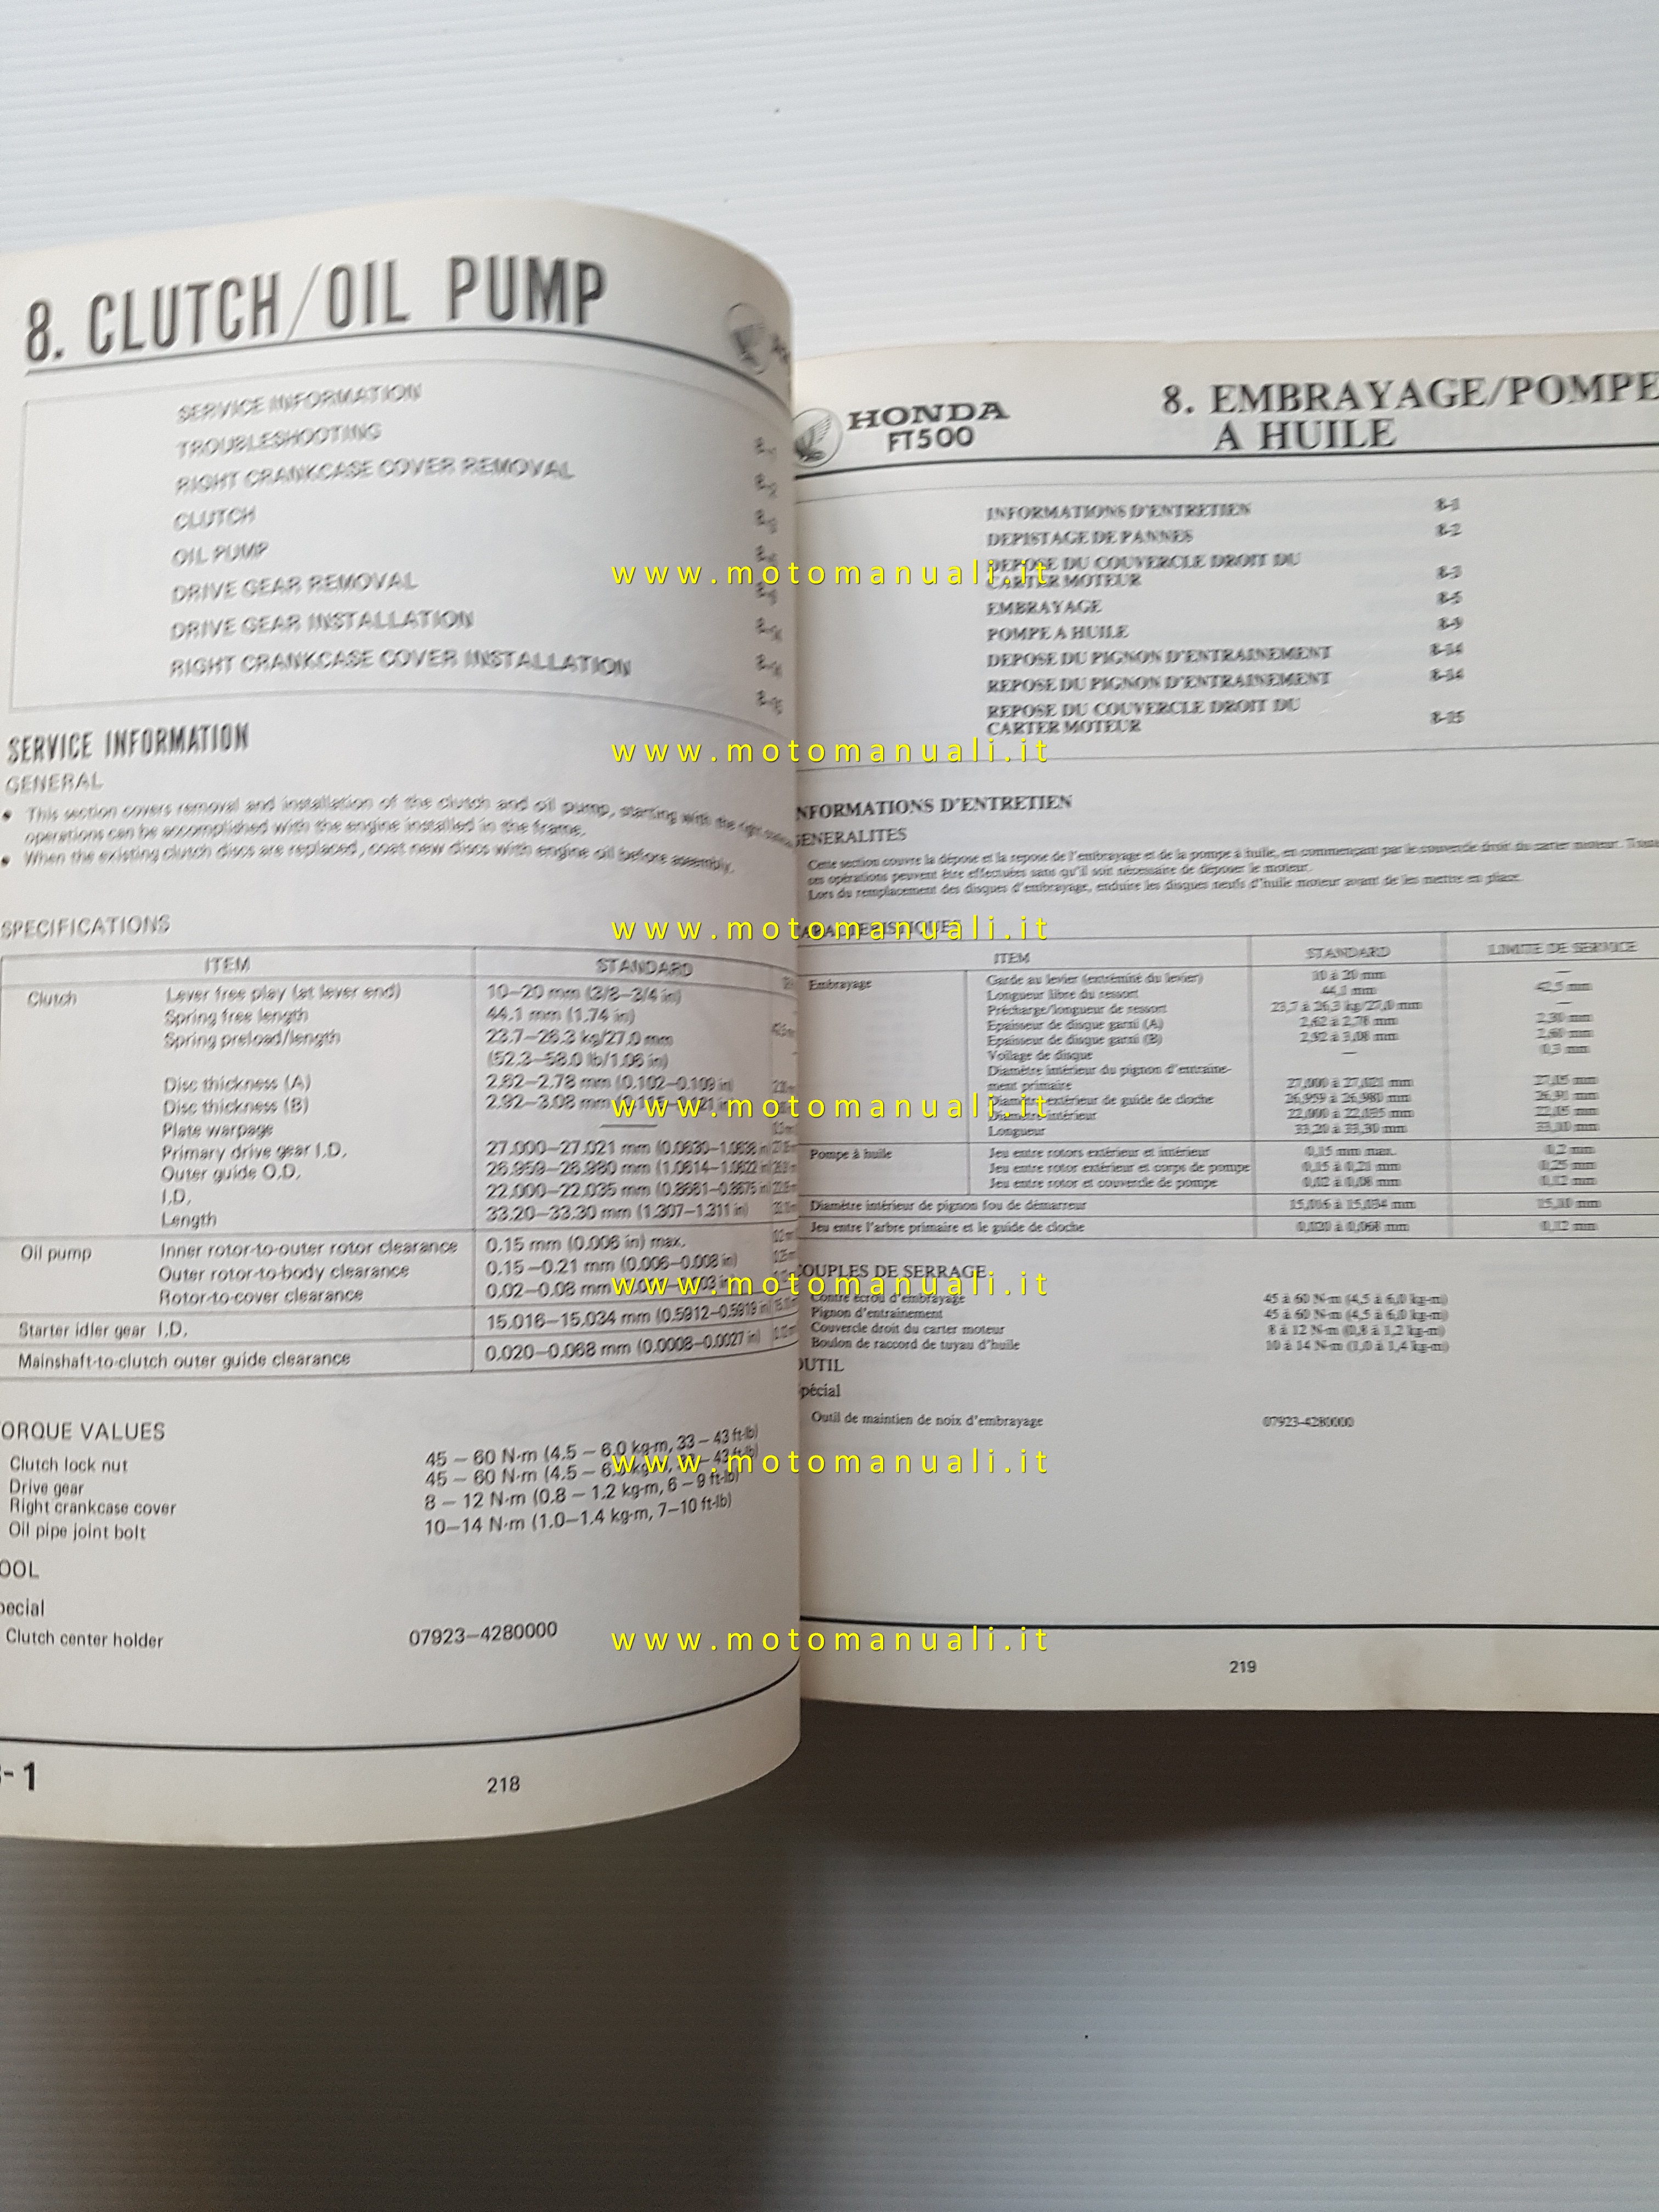 8. CLUTCH/OIL PUMP
SERVICE INFORMATION
TROUBLESHOOTING 8-1
RIGHT CRANKCASE COVER REMOVAL 8-2
CLUTCH 8-3
OIL PUMP 8-5
DRIVE GEAR REMOVAL 8-9
DRIVE GEAR INSTALLATION 8-14
RIGHT CRANKCASE COVER INSTALLATION 8-14
8-15
SERVICE INFORMATION
GENERAL
• This section covers removal and installation of the clutch and oil pump, starting with the right
operations can be accomplished with the engine installed in the frame.
• When the existing clutch discs are replaced, coat new discs with engine oil before assembly.
SPECIFICATIONS
ITEM STANDARD
Clutch Lever free play (at lever end) 10–20 mm (3/8–3/4 in)
Spring free length 44.1 mm (1.74 in)
Spring preload/length 23.7–26.3 kg/27.0 mm
(52.3–58.0 lb/1.06 in)
Disc thickness (A) 2.62–2.78 mm (0.102–0.109 in)
Disc thickness (B) 2.92–3.08 mm
Plate warpage
Primary drive gear I.D. 27.000–27.021 mm
Outer guide O.D. 26.959–26.980 mm
I.D. 22.000–22.035 mm
Length 33.20–33.30 mm (1.307–1.311 in)
Oil pump Inner rotor-to-outer rotor clearance 0.15 mm (0.006 in) max.
Outer rotor-to-body clearance 0.15–0.21 mm (0.006–0.008 in)
Rotor-to-cover clearance 0.02–0.08 mm
Starter idler gear I.D. 15.016–15.034 mm (0.5912–0.5919 in)
Mainshaft-to-clutch outer guide clearance 0.020–0.068 mm (0.0008–0.0027 in)
ORQUE VALUES
Clutch lock nut 45 – 60 N·m (4.5 – 6.0 kg-m, 33 – 43 ft-lb)
Drive gear 45 – 60 N·m (4.5 – 6.0 kg-m, 33 – 43 ft-lb)
Right crankcase cover 8 – 12 N·m (0.8 – 1.2 kg-m, 6 – 9 ft-lb)
Oil pipe joint bolt 10–14 N·m (1.0–1.4 kg-m, 7–10 ft-lb)
OOL
pecial
Clutch center holder 07923–4280000
-1
218
HONDA
FT500
8. EMBRAYAGE/POMPE
A HUILE
INFORMATIONS D'ENTRETIEN 8-1
DEPISTAGE DE PANNES 8-2
DEPOSE DU COUVERCLE DROIT DU
CARTER MOTEUR 8-3
EMBRAYAGE 8-5
POMPE A HUILE 8-9
DEPOSE DU PIGNON D'ENTRAINEMENT 8-14
REPOSE DU PIGNON D'ENTRAINEMENT 8-14
REPOSE DU COUVERCLE DROIT DU
CARTER MOTEUR 8-15
NFORMATIONS D'ENTRETIEN
GENERALITES
Cette section couvre la dépose et la repose de l'embrayage et de la pompe à huile, en commençant par le couvercle droit du carter moteur. Toutes
ces opérations peuvent être effectuées sans qu'il soit nécessaire de déposer le moteur.
Lors du remplacement des disques d'embrayage, enduire les disques neufs d'huile moteur avant de les mettre en place.
CARACTERISTIQUES
ITEM STANDARD LIMITE DE SERVICE
Embrayage Garde au levier (extrémité du levier) 10 à 20 mm —
Longueur libre du ressort 44,1 mm 42,5 mm
Précharge/longueur de ressort 23,7 à 26,3 kg/27,0 mm —
Epaisseur de disque garni (A) 2,62 à 2,78 mm 2,30 mm
Epaisseur de disque garni (B) 2,92 à 3,08 mm 2,60 mm
Voilage de disque — 0,3 mm
Diamètre intérieur du pignon d'entraine-
ment primaire 27,000 à 27,021 mm 27,05 mm
Diamètre extérieur de guide de cloche 26,959 à 26,980 mm 26,91 mm
Diamètre intérieur 22,000 à 22,035 mm 22,05 mm
Longueur 33,20 à 33,30 mm 33,10 mm
Pompe à huile Jeu entre rotors extérieur et intérieur 0,15 mm max. 0,2 mm
Jeu entre rotor extérieur et corps de pompe 0,15 à 0,21 mm 0,25 mm
Jeu entre rotor et couvercle de pompe 0,02 à 0,08 mm 0,12 mm
Diamètre intérieur de pignon fou de démarreur 15,016 à 15,034 mm 15,10 mm
Jeu entre l'arbre primaire et le guide de cloche 0,020 à 0,068 mm 0,12 mm
COUPLES DE SERRAGE
Contre écrou d'embrayage 45 à 60 N·m (4,5 à 6,0 kg-m)
Pignon d'entrainement 45 à 60 N·m (4,5 à 6,0 kg-m)
Couvercle droit du carter moteur 8 à 12 N·m (0,8 à 1,2 kg-m)
Boulon de raccord de tuyau d'huile 10 à 14 N·m (1,0 à 1,4 kg-m)
OUTIL
pécial
Outil de maintien de noix d'embrayage 07923-4280000
219
www.motomanuali.it
www.motomanuali.it
www.motomanuali.it
www.motomanuali.it
www.motomanuali.it
www.motomanuali.it
www.motomanuali.it